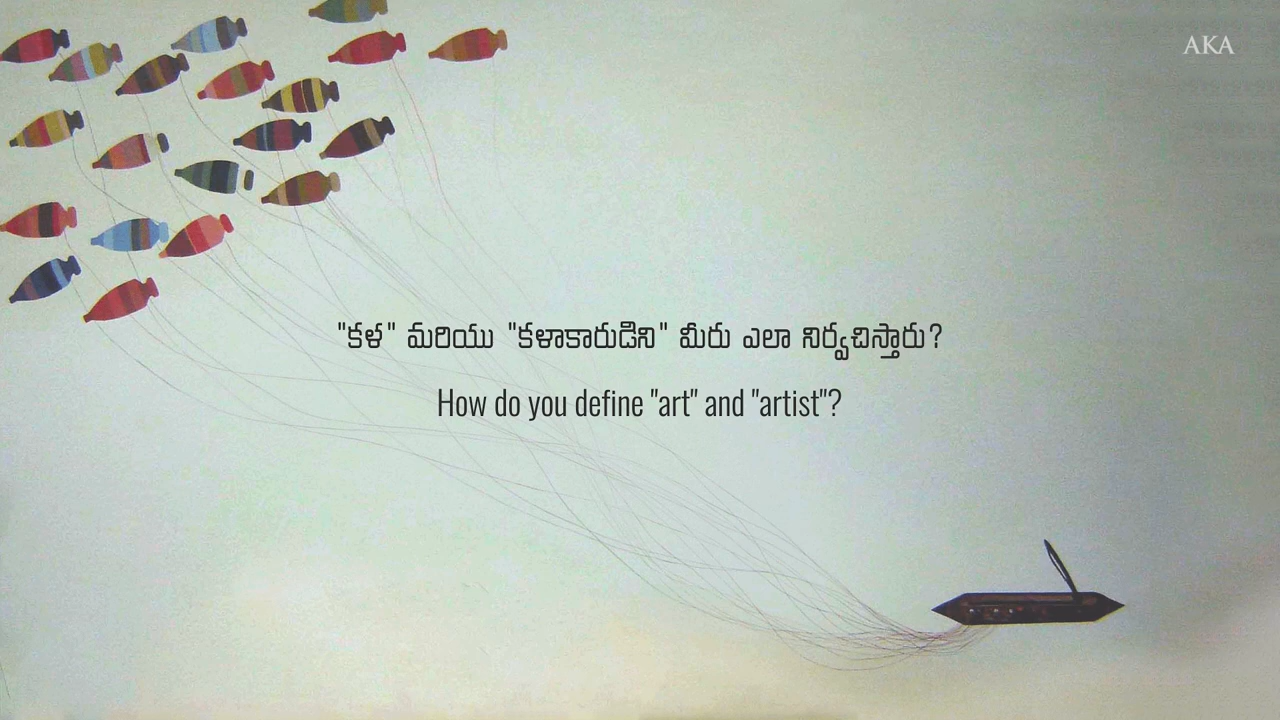 AKA
"కళ" మరియు "కళాకారుడిని" మీరు ఎలా నిర్వచిస్తారు?
How do you define "art" and "artist"?